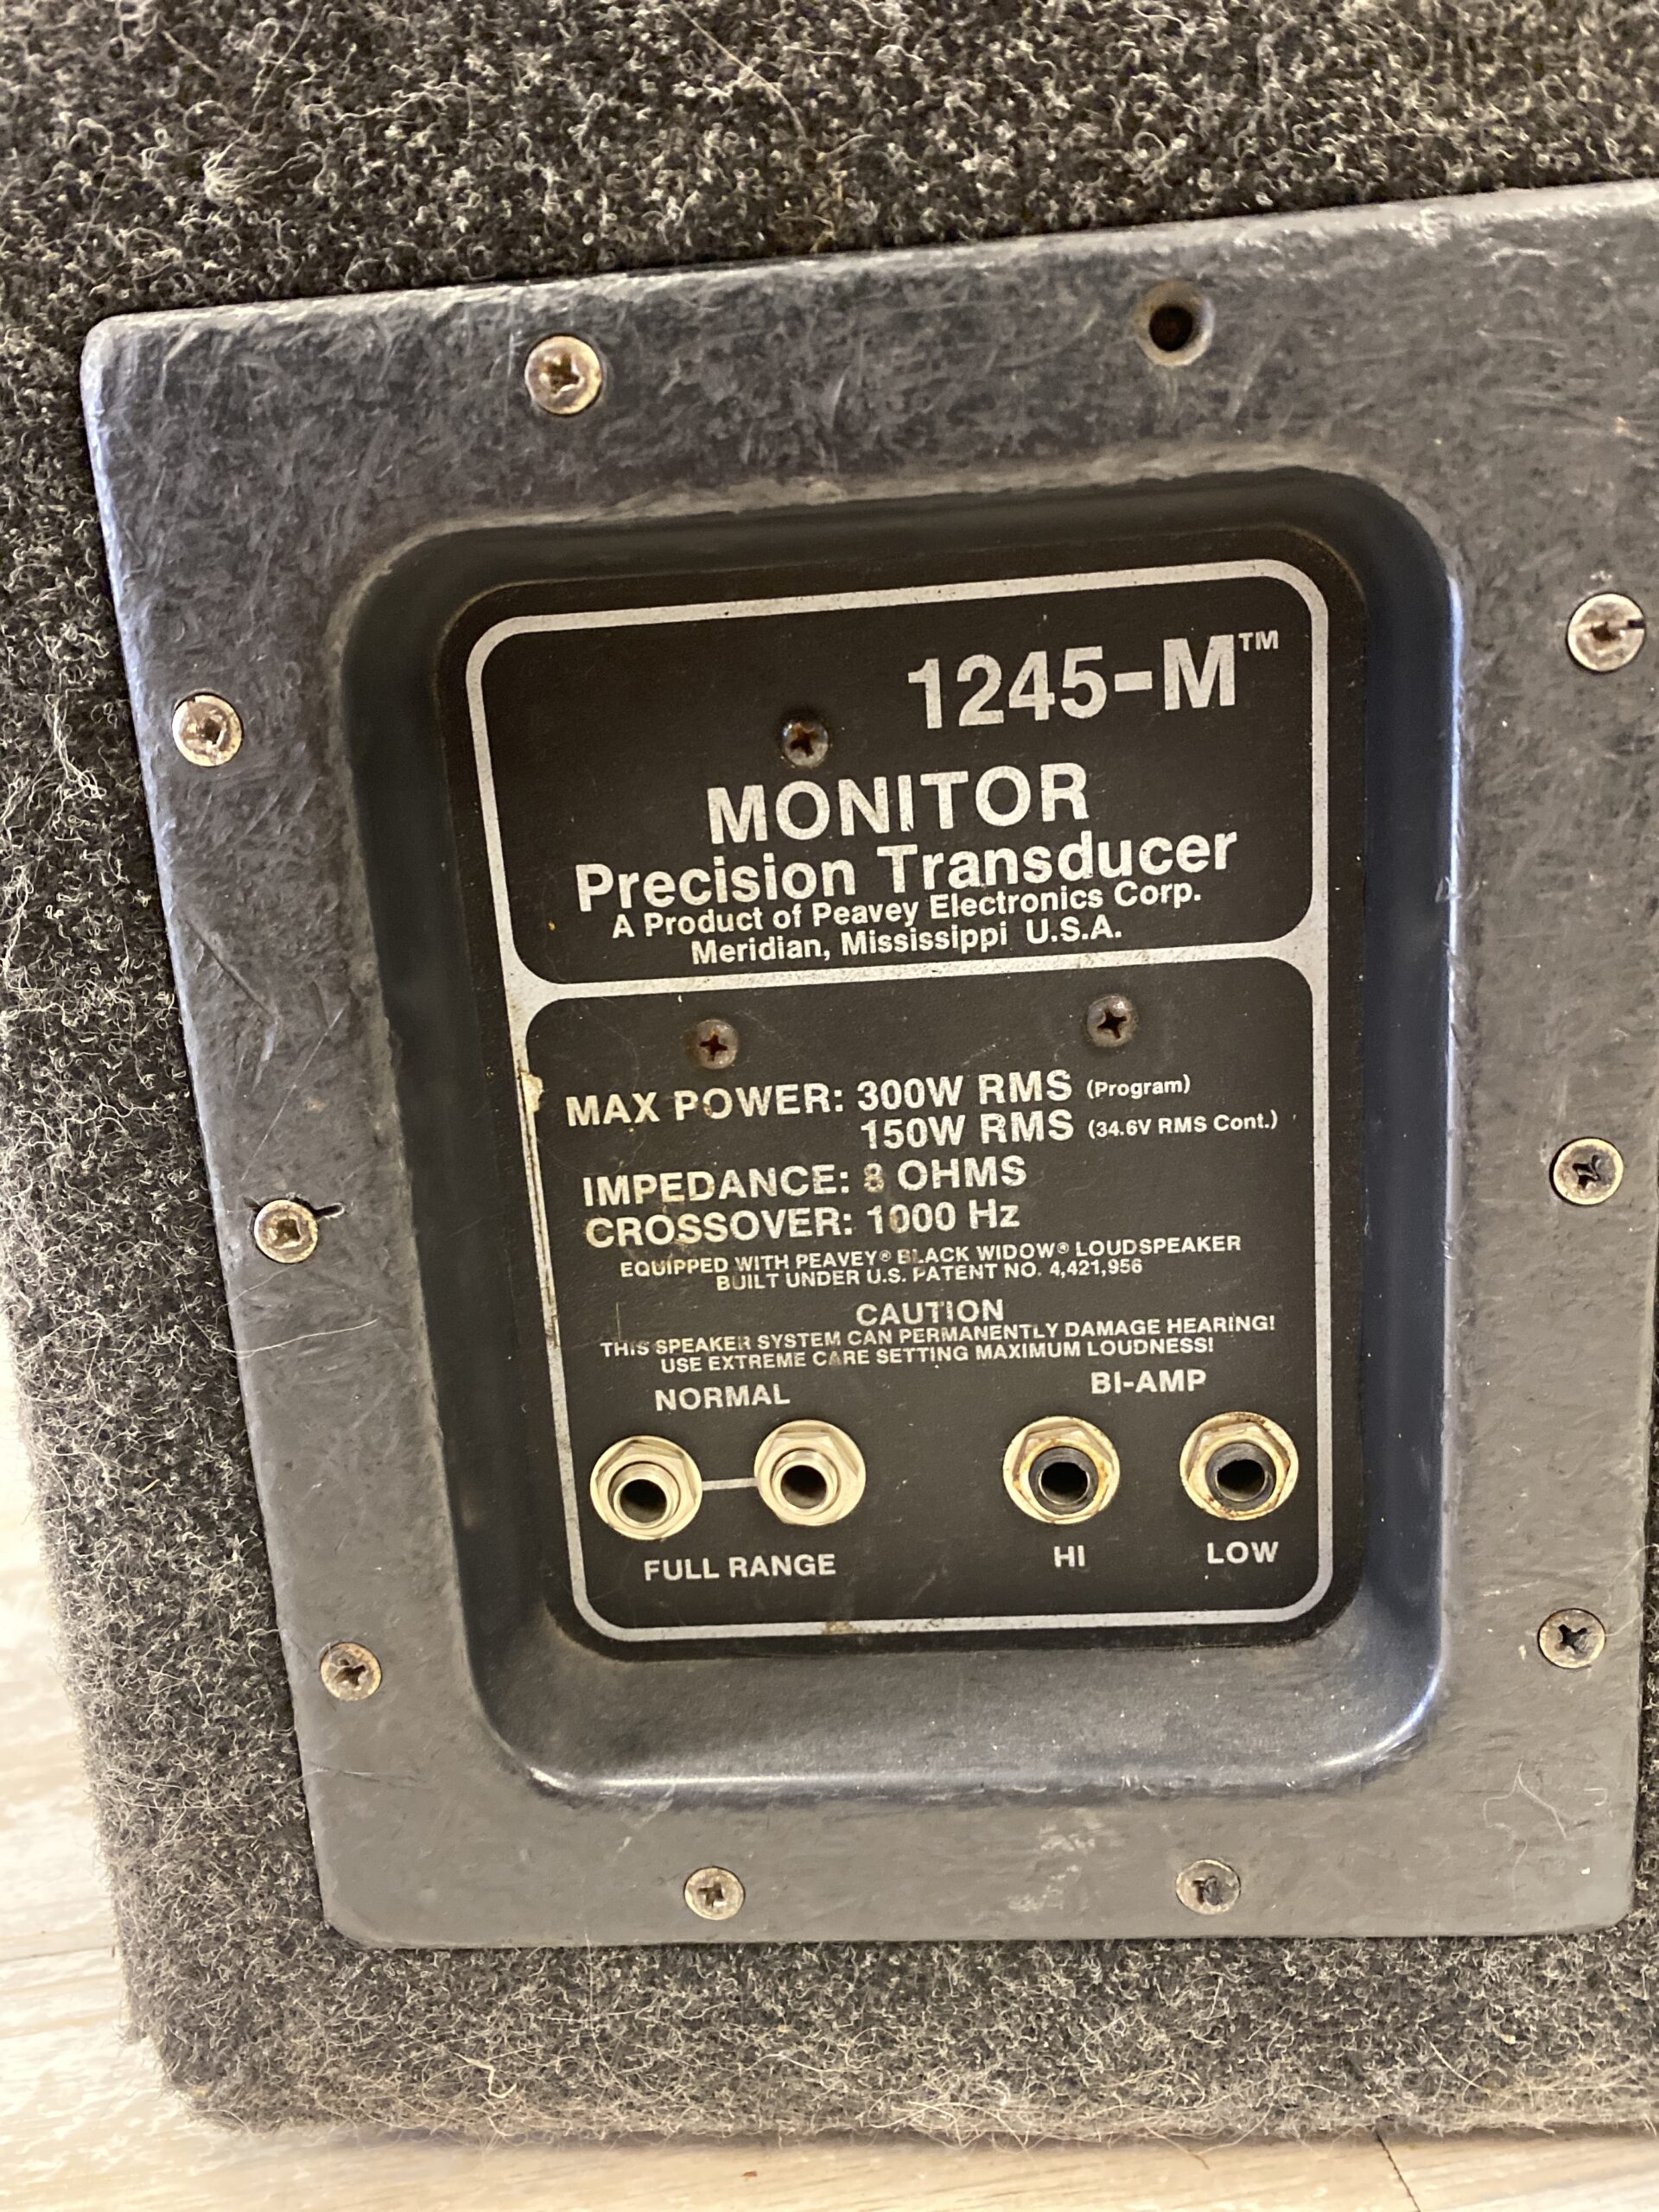 1245-M™
MONITOR
Precision Transducer
A Product of Peavey Electronics Corp.
Meridian, Mississippi U.S.A.
MAX POWER: 300W RMS (Program)
150W RMS (34.6V RMS Cont.)
IMPEDANCE: 8 OHMS
CROSSOVER: 1000 Hz
EQUIPPED WITH PEAVEY® BLACK WIDOW® LOUDSPEAKER
BUILT UNDER U.S. PATENT NO. 4,421,956
CAUTION
THIS SPEAKER SYSTEM CAN PERMANENTLY DAMAGE HEARING!
USE EXTREME CARE SETTING MAXIMUM LOUDNESS!
NORMAL BI-AMP
FULL RANGE HI LOW